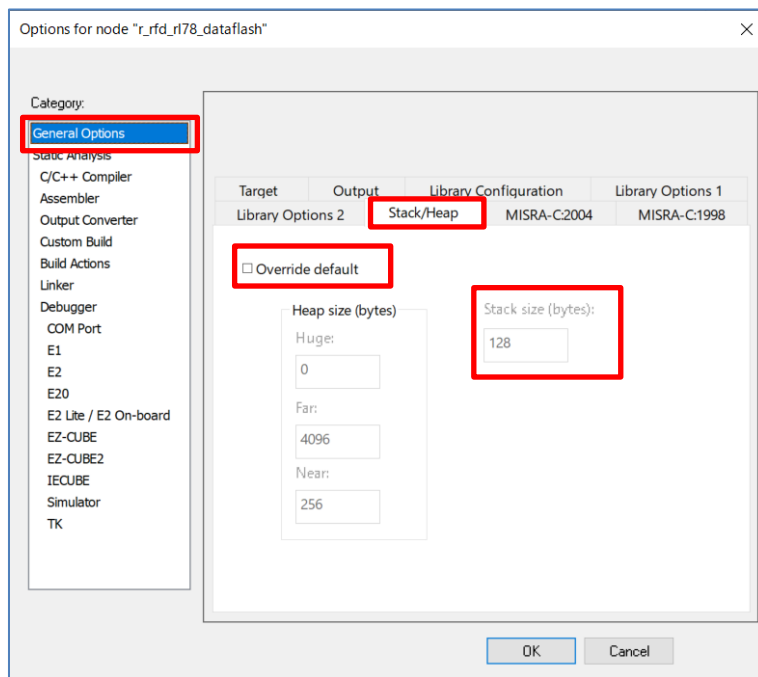 Options for node "r_rfd_rl78_dataflash"
Category:
General Options
Static Analysis
C/C++ Compiler
Assembler
Output Converter
Custom Build
Build Actions
Linker
Debugger
COM Port
E1
E2
E20
E2 Lite / E2 On-board
EZ-CUBE
EZ-CUBE2
IECUBE
Simulator
TK
Target Output Library Configuration Library Options 1
Library Options 2 Stack/Heap MISRA-C:2004 MISRA-C:1998
Override default
Heap size (bytes)
Huge:
0
Far:
4096
Near:
256
Stack size (bytes):
128
OK Cancel